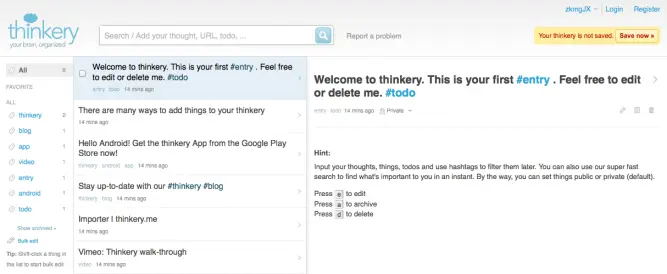 zkmgJX Login Register
thinkery
your brain, organized!
Search / Add your thought, URL, todo, ...
Report a problem
Your thinkery is not saved. Save now »
All
FAVORITE
ALL
thinkery 2
blog 1
app 1
video 1
entry 1
android 1
todo 1
Show archived
Bulk edit
Tip: Shift-click a thing in
the list to start bulk edit
Welcome to thinkery. This is your first #entry . Feel free
to edit or delete me. #todo
entry todo 14 mins ago
There are many ways to add things to your thinkery
14 mins ago
Hello Android! Get the thinkery App from the Google Play
Store now!
thinkery android app 14 mins ago
Stay up-to-date with our #thinkery #blog
thinkery blog 14 mins ago
Importer I thinkery.me
14 mins ago
Vimeo: Thinkery walk-through
video 14 mins ago
Welcome to thinkery. This is your first #entry . Feel free to edit
or delete me. #todo
entry todo 14 mins ago Private
Hint:
Input your thoughts, things, todos and use hashtags to filter them later. You can also use our super fast
search to find what's important to you in an instant. By the way, you can set things public or private (default).
Press e to edit
Press a to archive
Press d to delete